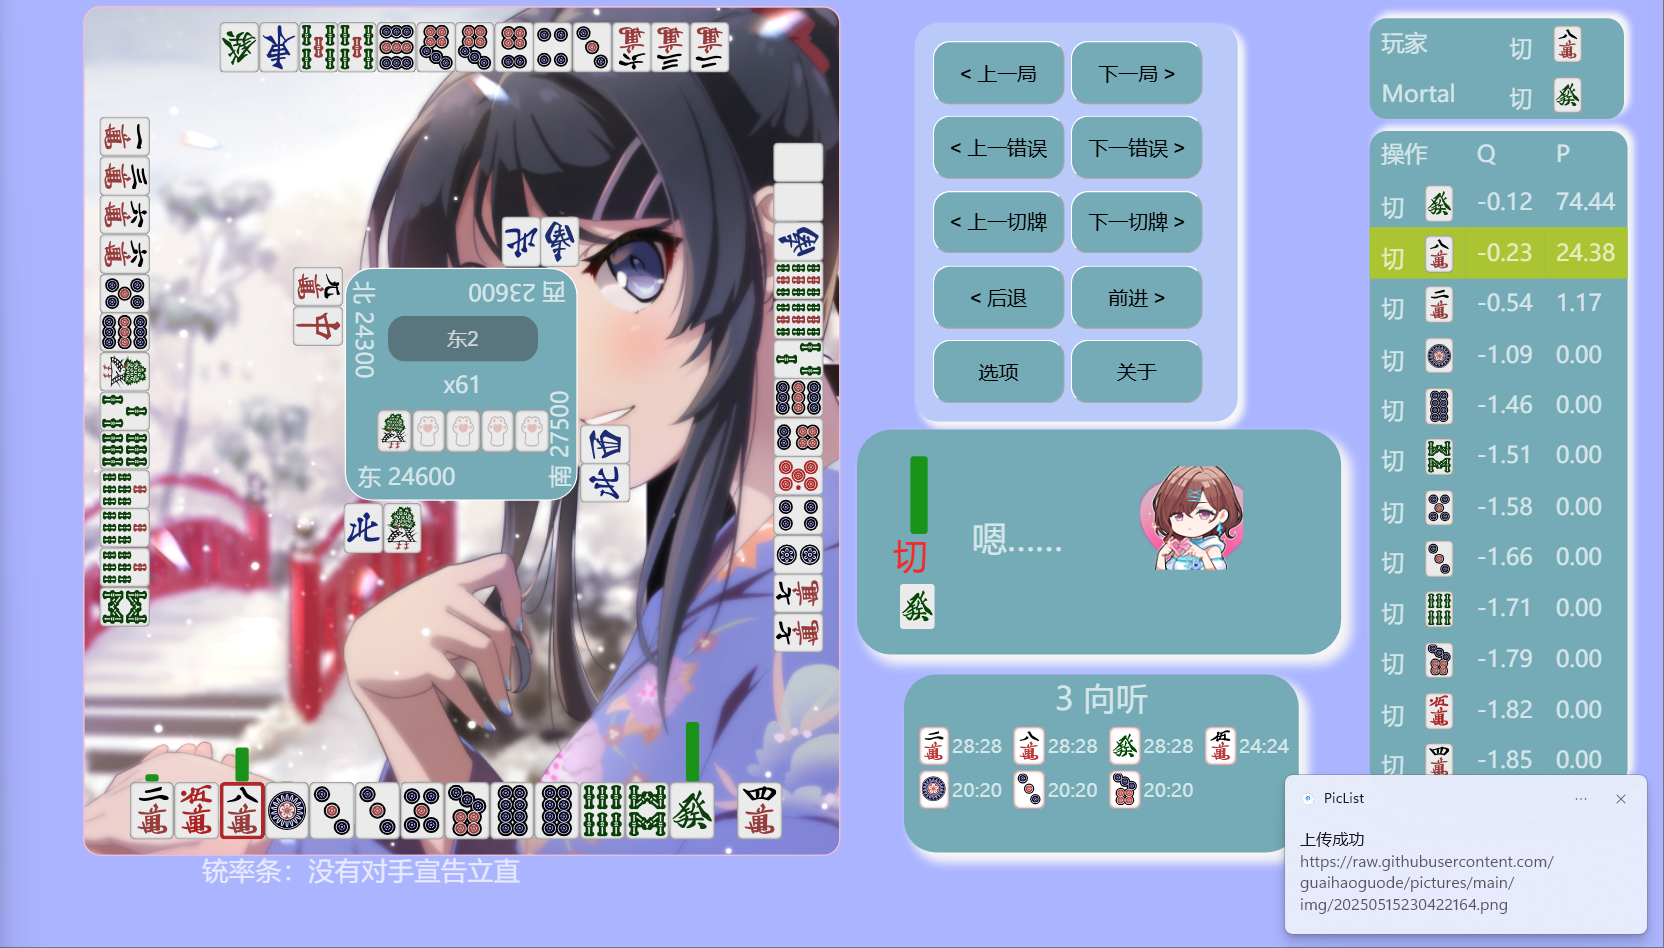 < 上一局
下一局 >
< 上一错误
下一错误 >
< 上一切牌
下一切牌 >
< 后退
前进 >
选项
关于
玩家 切
Mortal 切
操作 Q P
切 -0.12 74.44
切 -0.23 24.38
切 -0.54 1.17
切 -1.09 0.00
切 -1.46 0.00
切 -1.51 0.00
切 -1.58 0.00
切 -1.66 0.00
切 -1.71 0.00
切 -1.79 0.00
切 -1.82 0.00
切 -1.85 0.00
西 23600
北 24300
东2
x61
南 27500
东 24600
切
嗯......
3 向听
28:28 28:28 28:28 24:24
20:20 20:20 20:20
铳率条：没有对手宣告立直
PicList
上传成功
https://raw.githubusercontent.com/
guaihaoguode/pictures/main/
img/20250515230422164.png